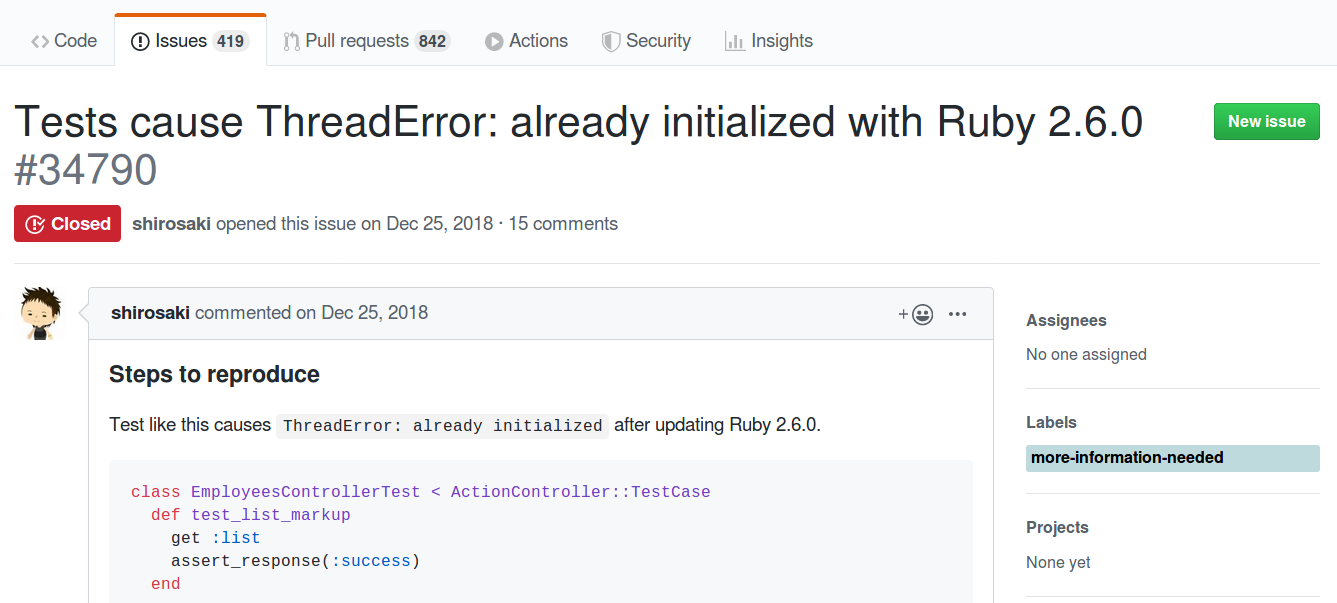 Code Issues 419 Pull requests 842 Actions Security Insights
Tests cause ThreadError: already initialized with Ruby 2.6.0
#34790
New issue
Closed shirosaki opened this issue on Dec 25, 2018 · 15 comments
shirosaki commented on Dec 25, 2018
Steps to reproduce
Test like this causes ThreadError: already initialized after updating Ruby 2.6.0.
class EmployeesControllerTest < ActionController::TestCase
  def test_list_markup
    get :list
    assert_response(:success)
  end
Assignees
No one assigned
Labels
more-information-needed
Projects
None yet